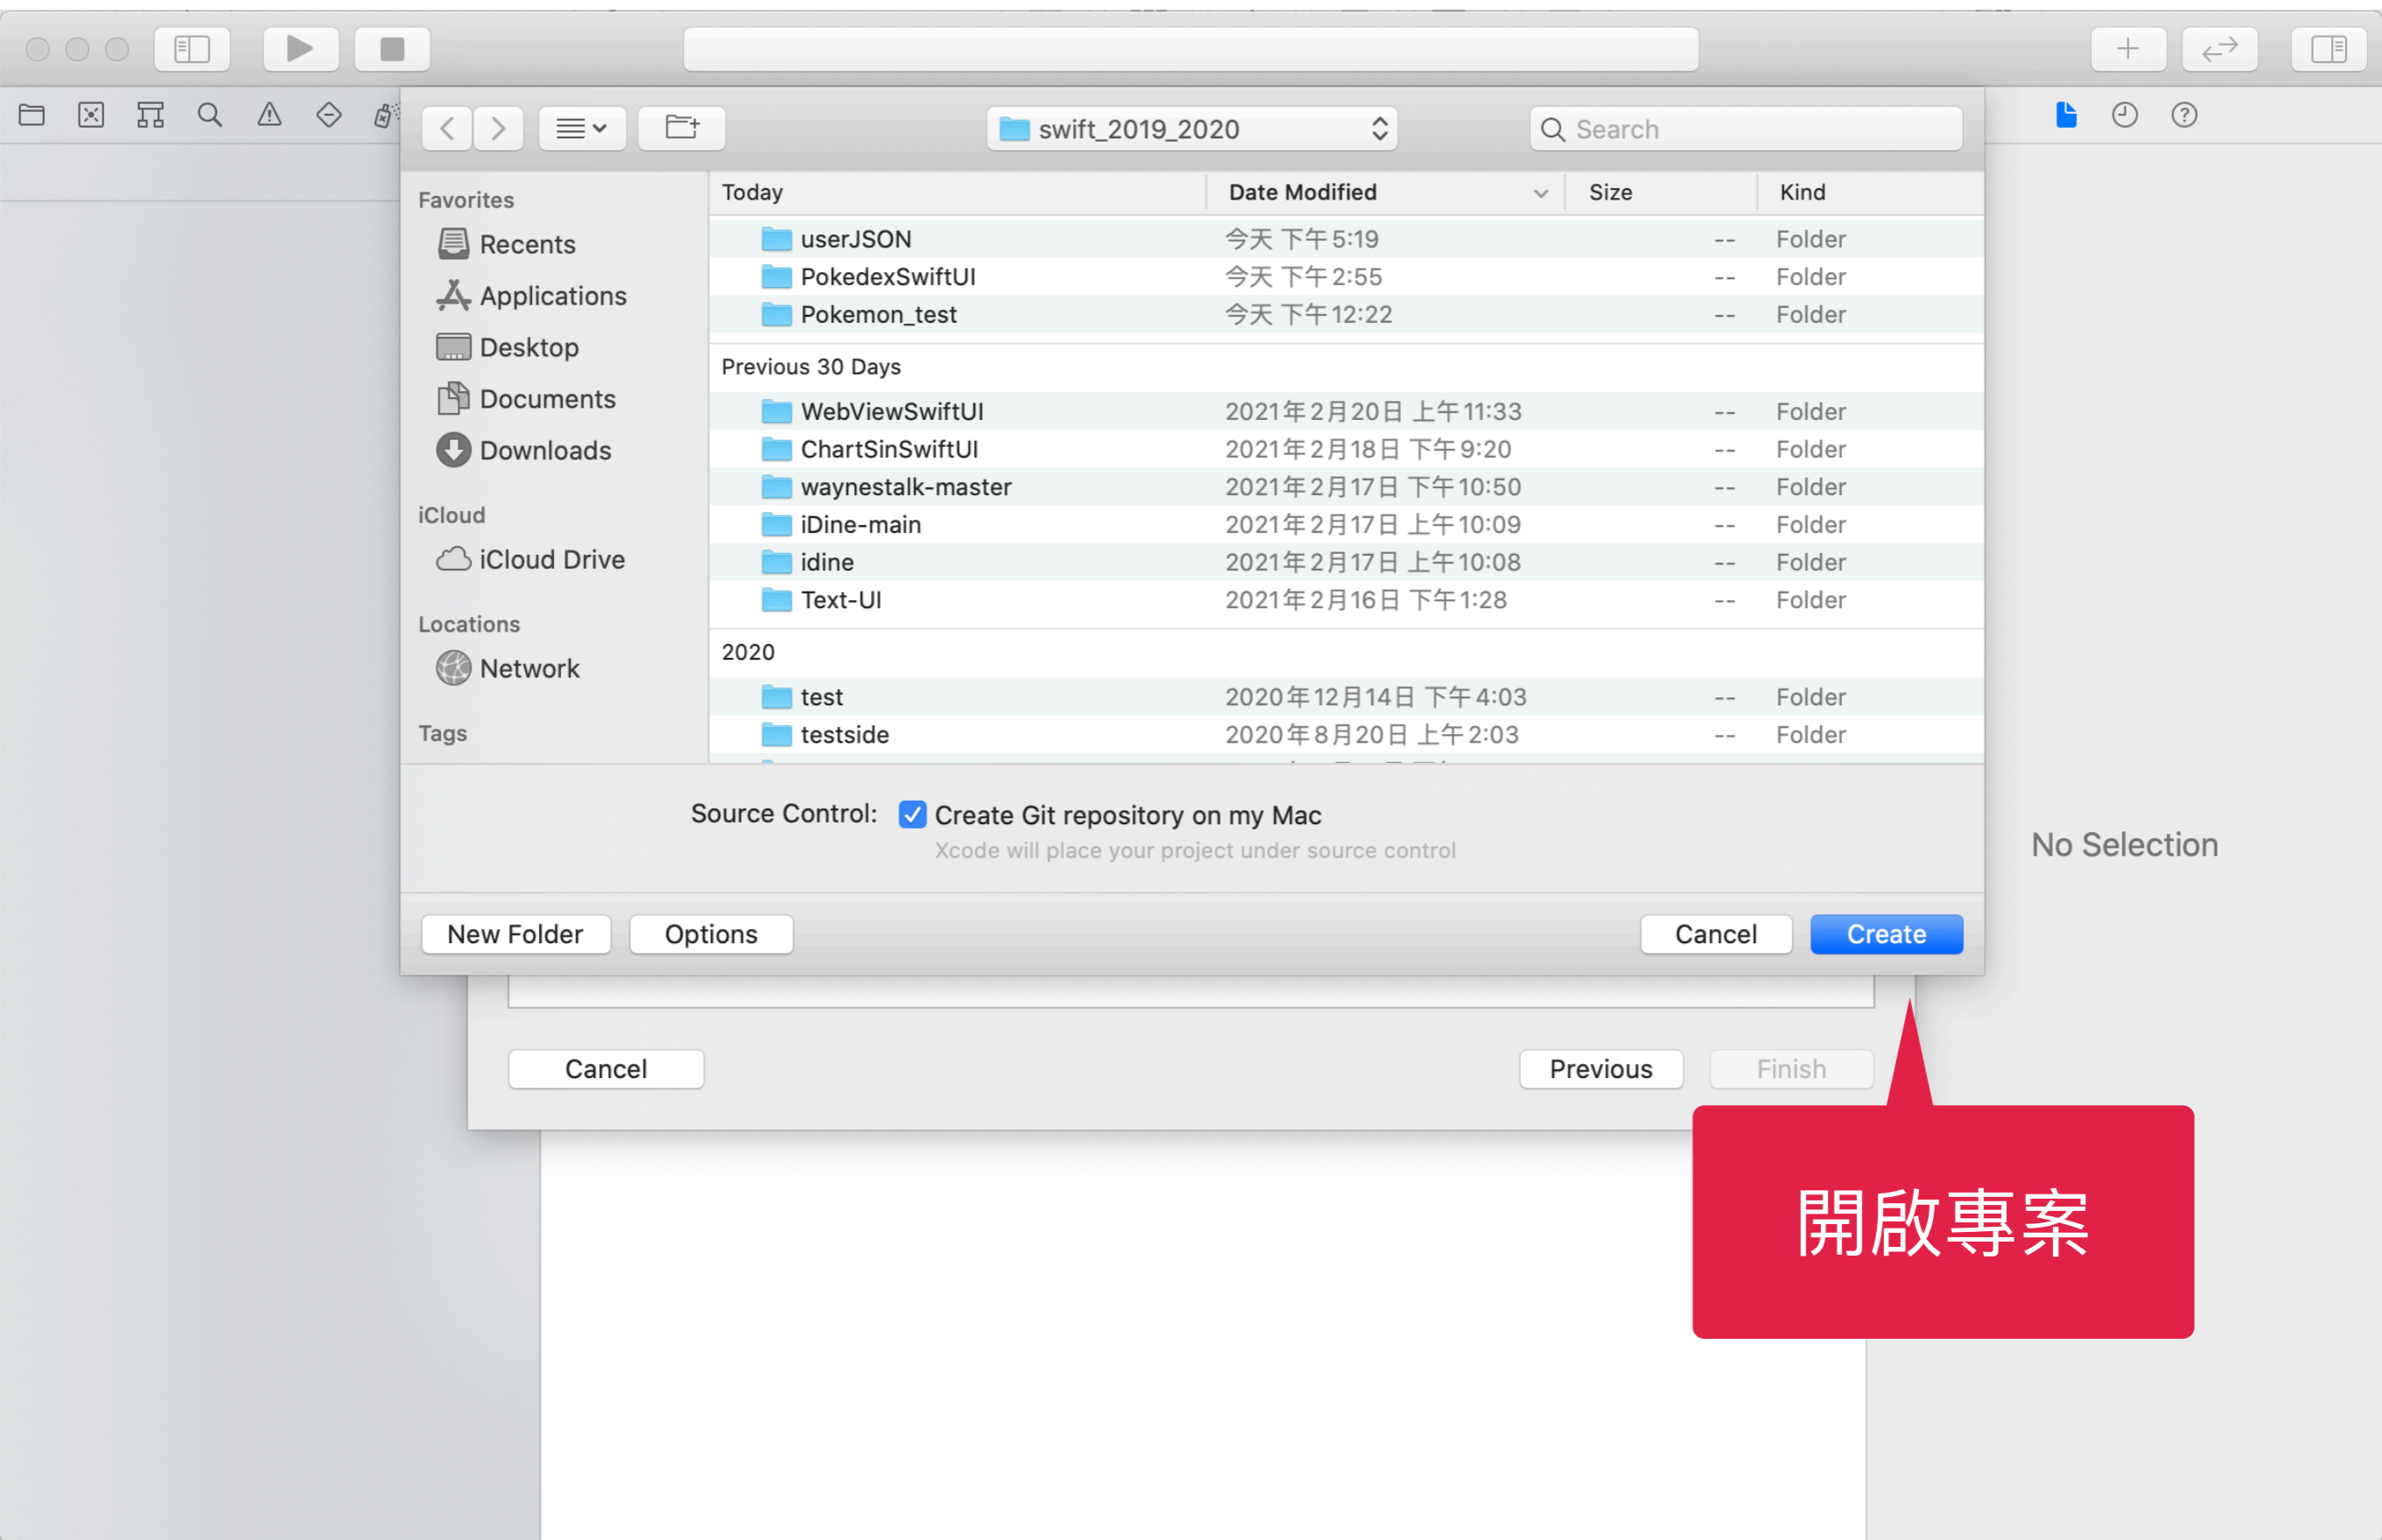 swift_2019_2020
Search
Favorites
Recents
Applications
Desktop
Documents
Downloads
iCloud
iCloud Drive
Locations
Network
Tags
Today Date Modified Size Kind
userJSON 今天 下午5:19 -- Folder
PokedexSwiftUI 今天 下午2:55 -- Folder
Pokemon_test 今天 下午12:22 -- Folder
Previous 30 Days
WebViewSwiftUI 2021年2月20日 上午11:33 -- Folder
ChartSinSwiftUI 2021年2月18日 下午9:20 -- Folder
waynestalk-master 2021年2月17日 下午10:50 -- Folder
iDine-main 2021年2月17日 上午10:09 -- Folder
idine 2021年2月17日 上午10:08 -- Folder
Text-UI 2021年2月16日 下午1:28 -- Folder
2020
test 2020年12月14日 下午4:03 -- Folder
testside 2020年8月20日 上午2:03 -- Folder
Source Control: Create Git repository on my Mac
Xcode will place your project under source control
No Selection
New Folder Options Cancel Create
Cancel Previous Finish
開啟專案